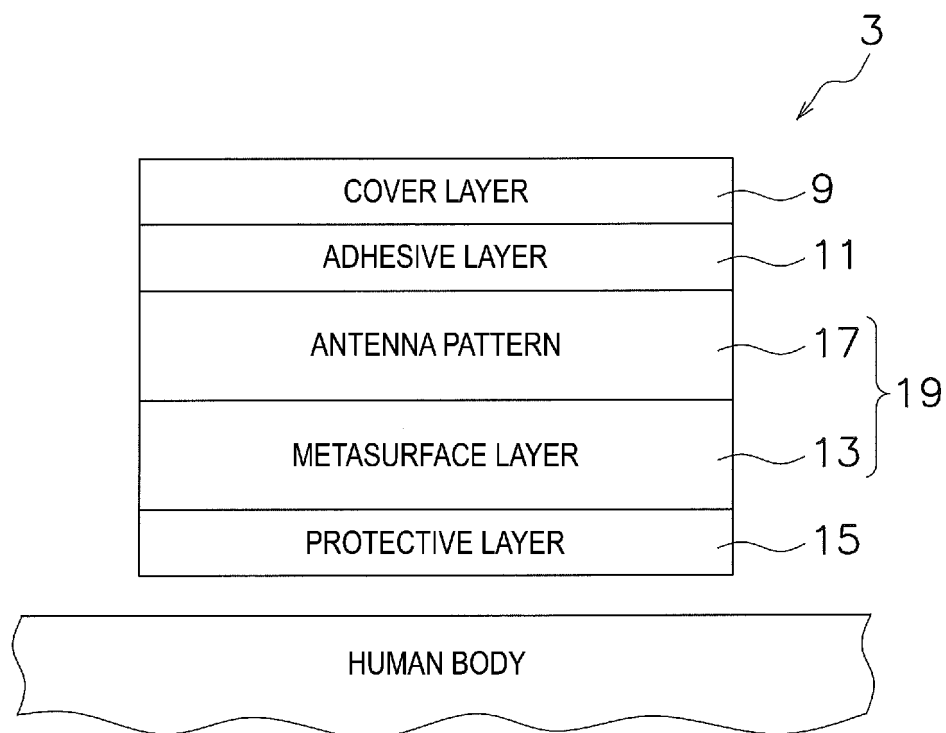 3
COVER LAYER 9
ADHESIVE LAYER 11
ANTENNA PATTERN 17
19
METASURFACE LAYER 13
PROTECTIVE LAYER 15
HUMAN BODY